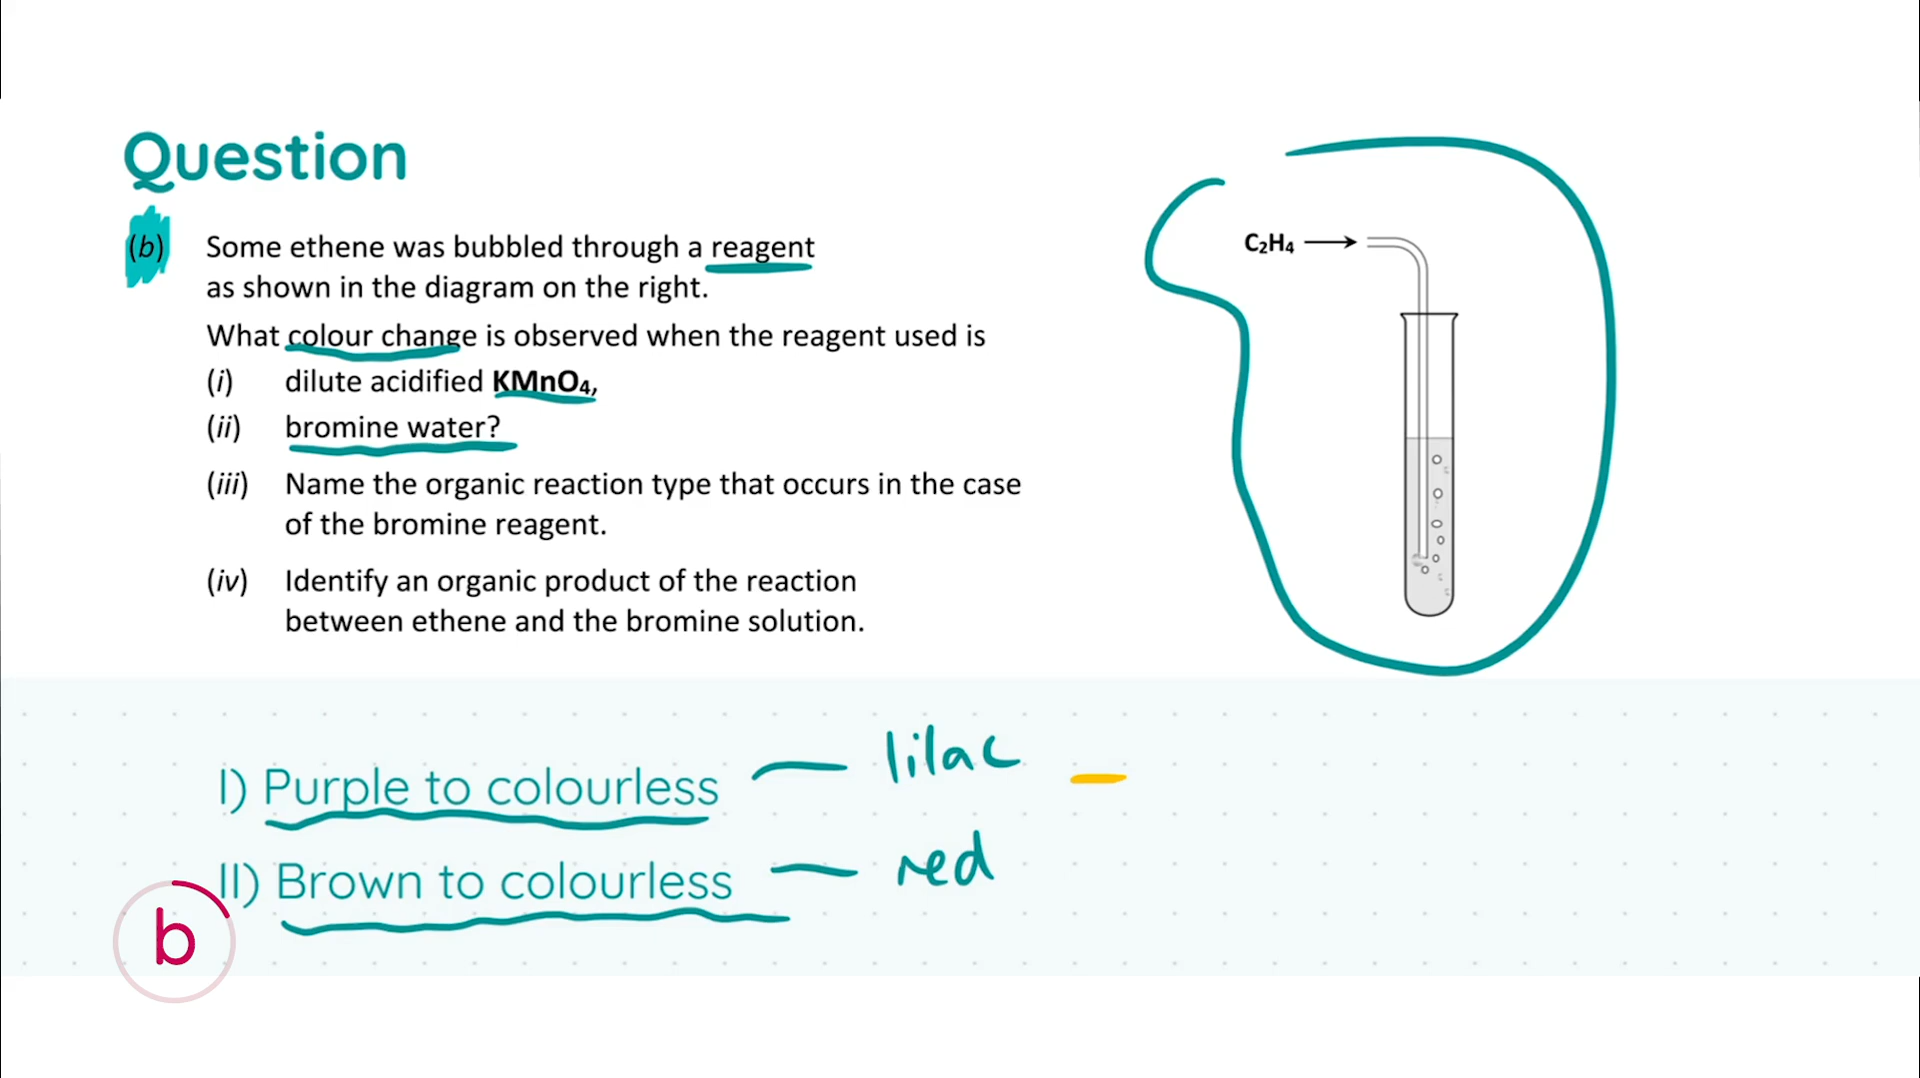 Question
(b) Some ethene was bubbled through a reagent
as shown in the diagram on the right.
What colour change is observed when the reagent used is
(i) dilute acidified KMnO₄,
(ii) bromine water?
(iii) Name the organic reaction type that occurs in the case
of the bromine reagent.
(iv) Identify an organic product of the reaction
between ethene and the bromine solution.
C₂H₄
I) Purple to colourless — lilac
II) Brown to colourless — red
b